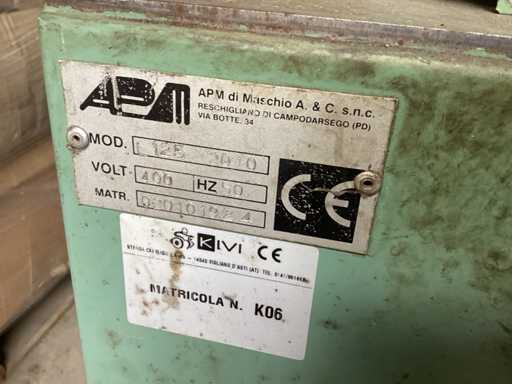 APM
APM di Maschio A. & C. s.n.c.
RESCHIGLIANO DI CAMPODARSEGO (PD)
VIA BOTTE, 34
MOD.
VOLT 400 HZ 50
MATR.
CE
KIVI CE
MATRICOLA N. K06